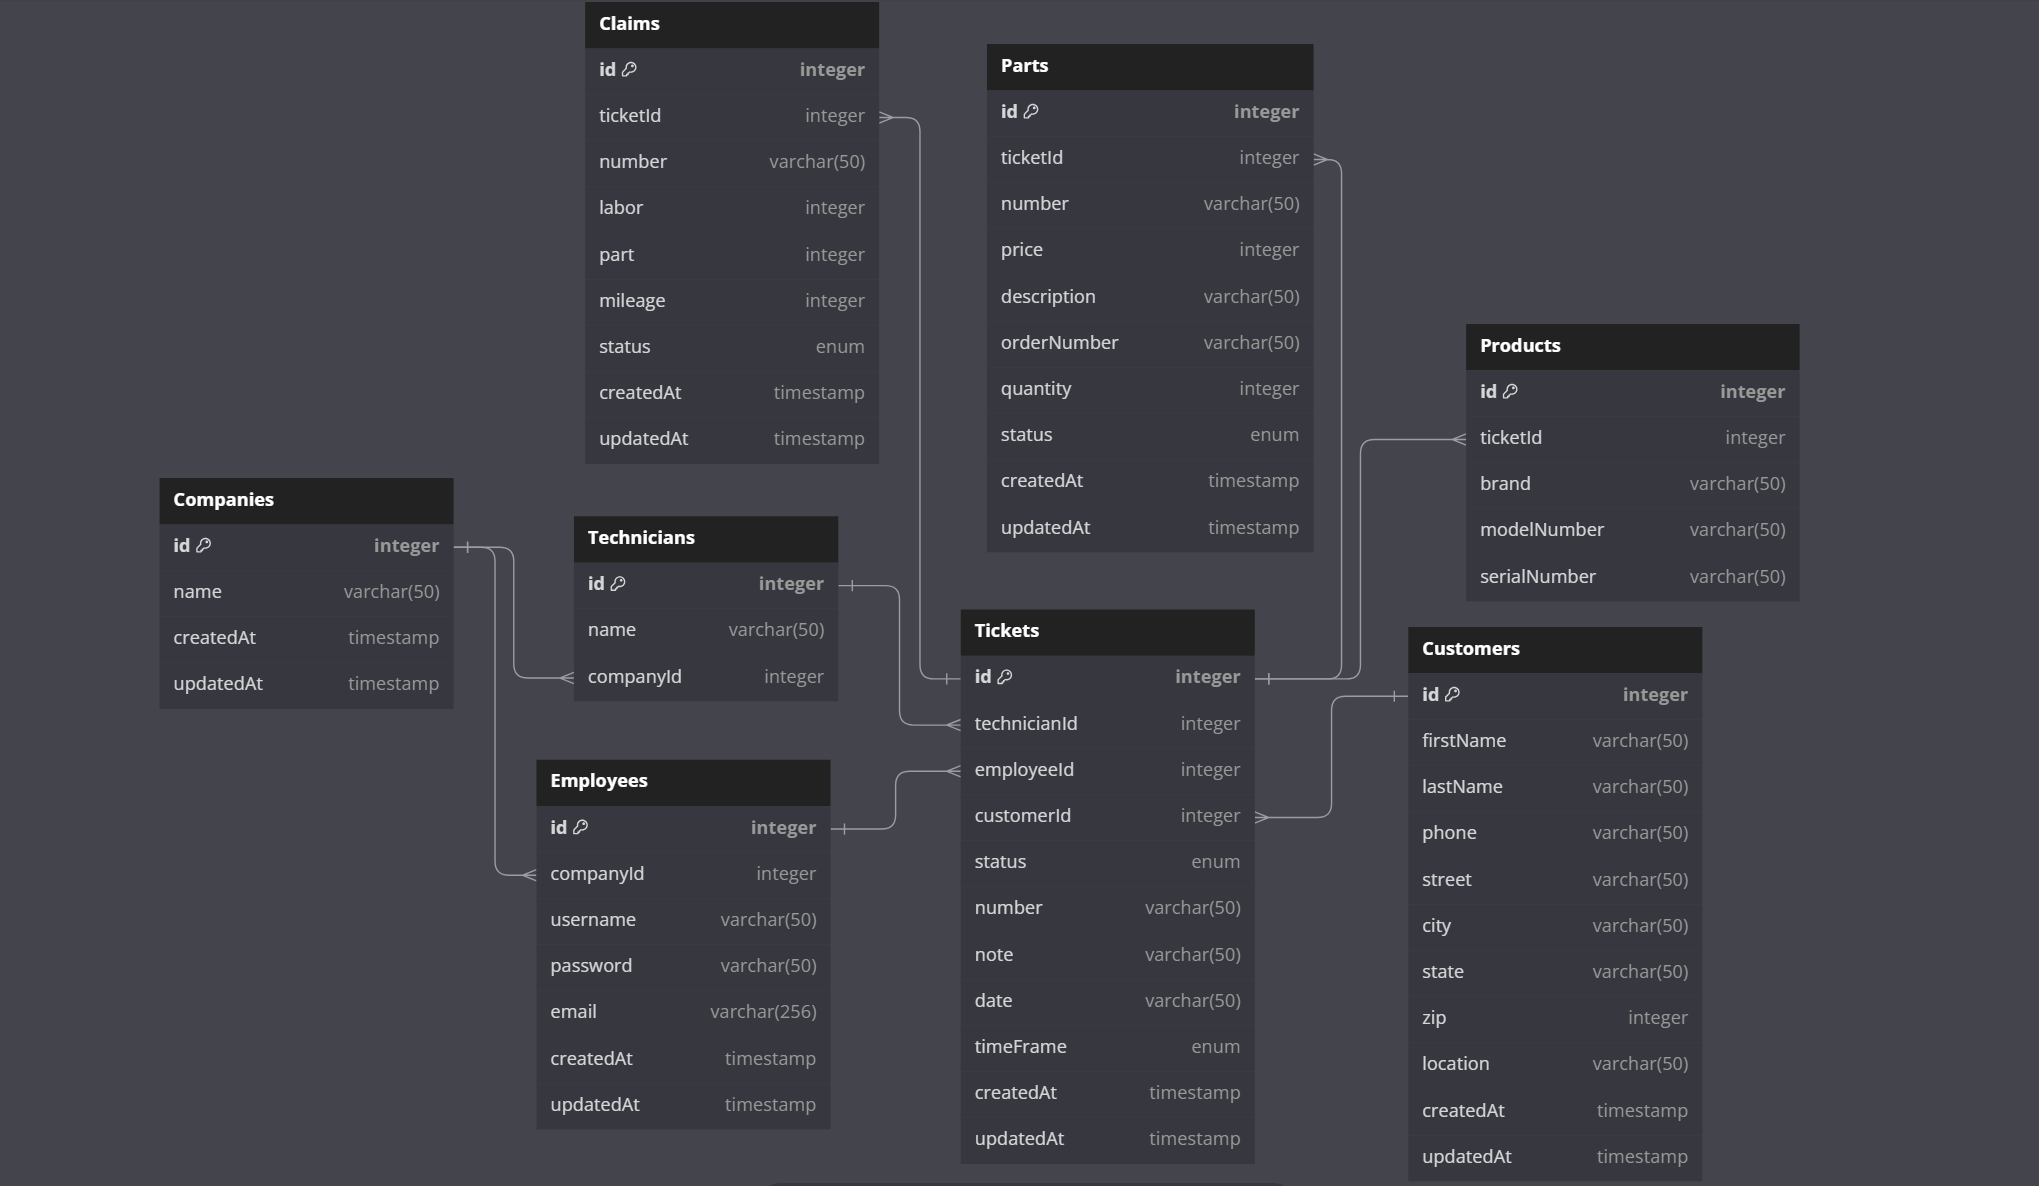 Claims
id integer
ticketId integer
number varchar(50)
labor integer
part integer
mileage integer
status enum
createdAt timestamp
updatedAt timestamp
Parts
id integer
ticketId integer
number varchar(50)
price integer
description varchar(50)
orderNumber varchar(50)
quantity integer
status enum
createdAt timestamp
updatedAt timestamp
Products
id integer
ticketId integer
brand varchar(50)
modelNumber varchar(50)
serialNumber varchar(50)
Companies
id integer
name varchar(50)
createdAt timestamp
updatedAt timestamp
Technicians
id integer
name varchar(50)
companyId integer
Tickets
id integer
technicianId integer
employeeId integer
customerId integer
status enum
number varchar(50)
note varchar(50)
date varchar(50)
timeFrame enum
createdAt timestamp
updatedAt timestamp
Customers
id integer
firstName varchar(50)
lastName varchar(50)
phone varchar(50)
street varchar(50)
city varchar(50)
state varchar(50)
zip integer
location varchar(50)
createdAt timestamp
updatedAt timestamp
Employees
id integer
companyId integer
username varchar(50)
password varchar(50)
email varchar(256)
createdAt timestamp
updatedAt timestamp